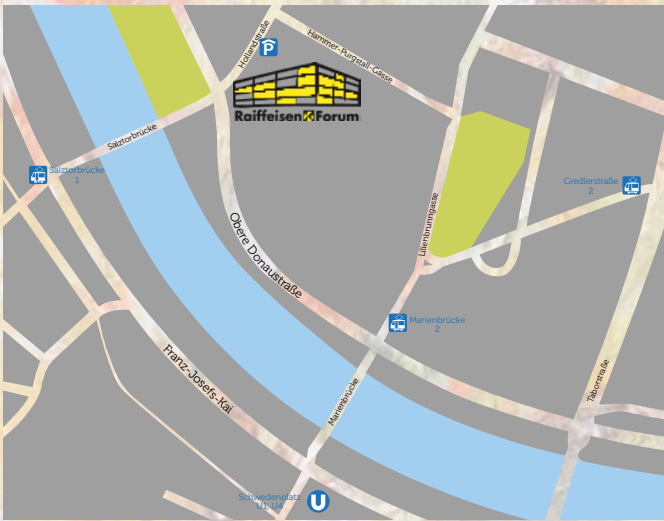 Hollandstraße
P
Hammer-Purgstall-Gasse
Raiffeisen Forum
Salztorbrücke
Salztorbrücke
1
Gredlerstraße
2
Lilienbrunngasse
Obere Donaustraße
Marienbrücke
2
Franz-Josefs-Kai
Marienbrücke
Taborstraße
Schwedenplatz
U1, U4
U